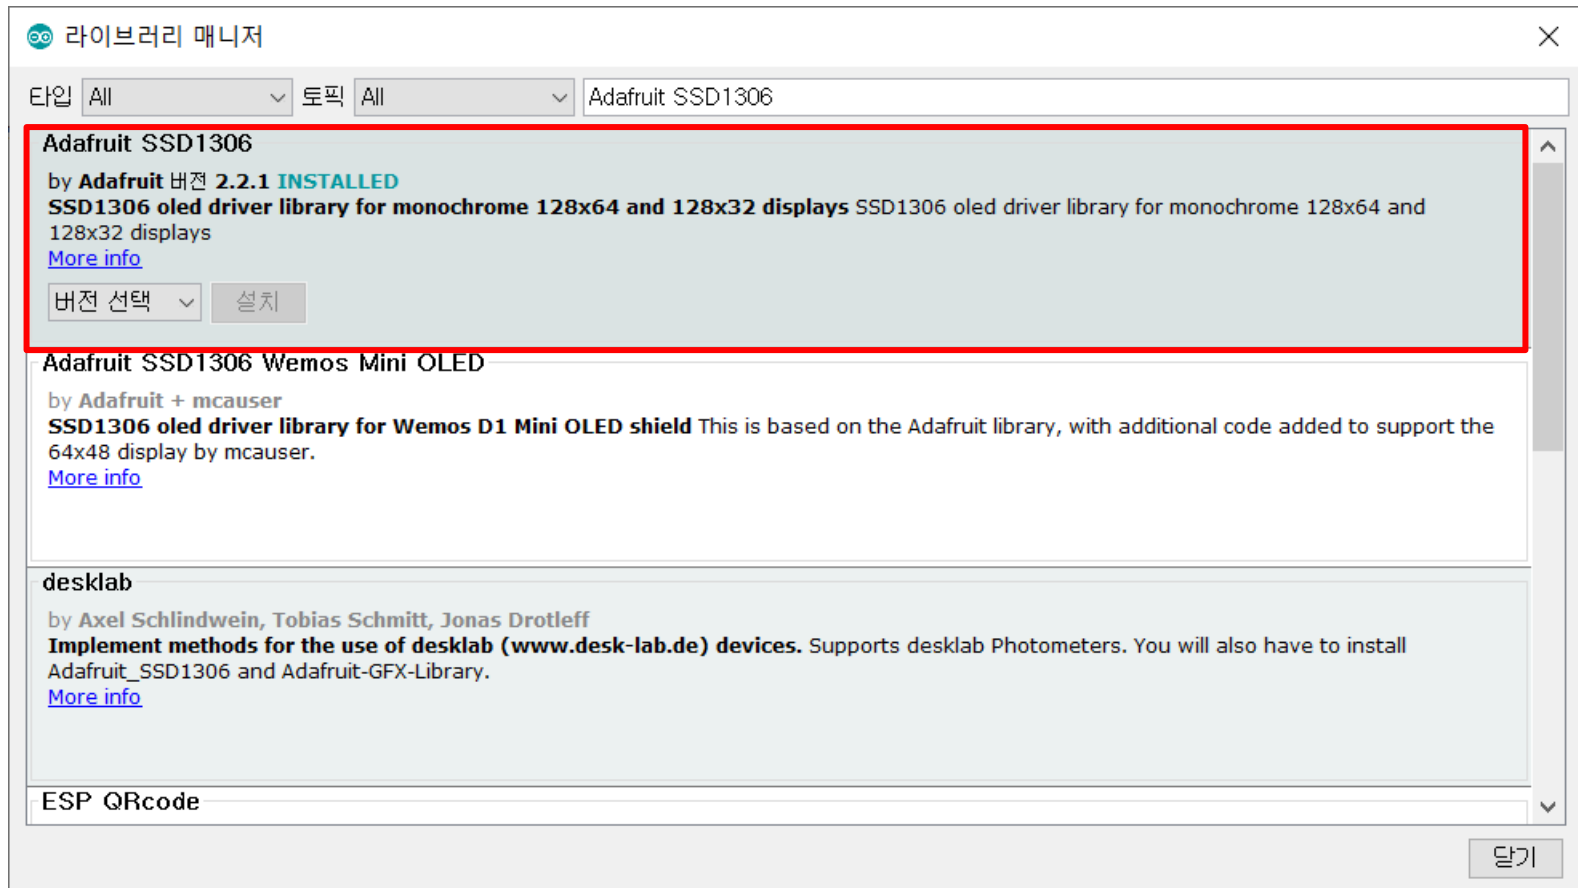 라이브러리 매니저
타입 All 토픽 All Adafruit SSD1306
Adafruit SSD1306
by Adafruit 버전 2.2.1 INSTALLED
SSD1306 oled driver library for monochrome 128x64 and 128x32 displays SSD1306 oled driver library for monochrome 128x64 and
128x32 displays
More info
버전 선택 설치
Adafruit SSD1306 Wemos Mini OLED
by Adafruit + mcauser
SSD1306 oled driver library for Wemos D1 Mini OLED shield This is based on the Adafruit library, with additional code added to support the
64x48 display by mcauser.
More info
desklab
by Axel Schlindwein, Tobias Schmitt, Jonas Drotleff
Implement methods for the use of desklab (www.desk-lab.de) devices. Supports desklab Photometers. You will also have to install
Adafruit_SSD1306 and Adafruit-GFX-Library.
More info
ESP QRcode
닫기